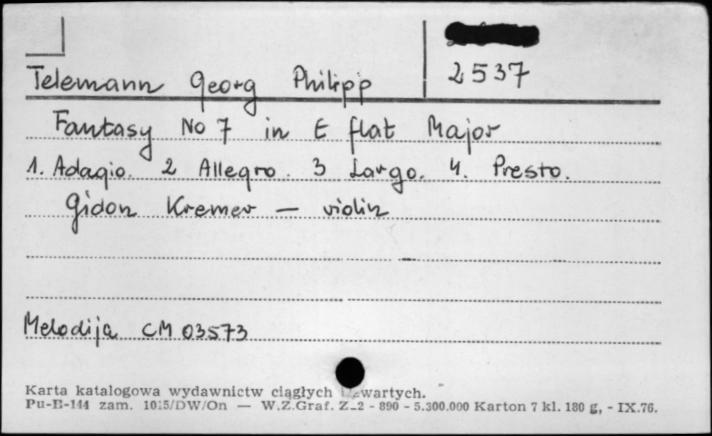 2537
Telemann Georg Philipp
Fantasy No 7 in E flat Major
1. Adagio. 2 Allegro. 3 Largo. 4. Presto.
Gidon Kremer — violin
Melodija CM 03573
Karta katalogowa wydawnictw ciągłych
Pu-B-144 zam. 1015/DW/On — W.Z.Graf. Z-2 - 890 - 5.300.000 Karton 7 kl. 180 g, - IX.76.